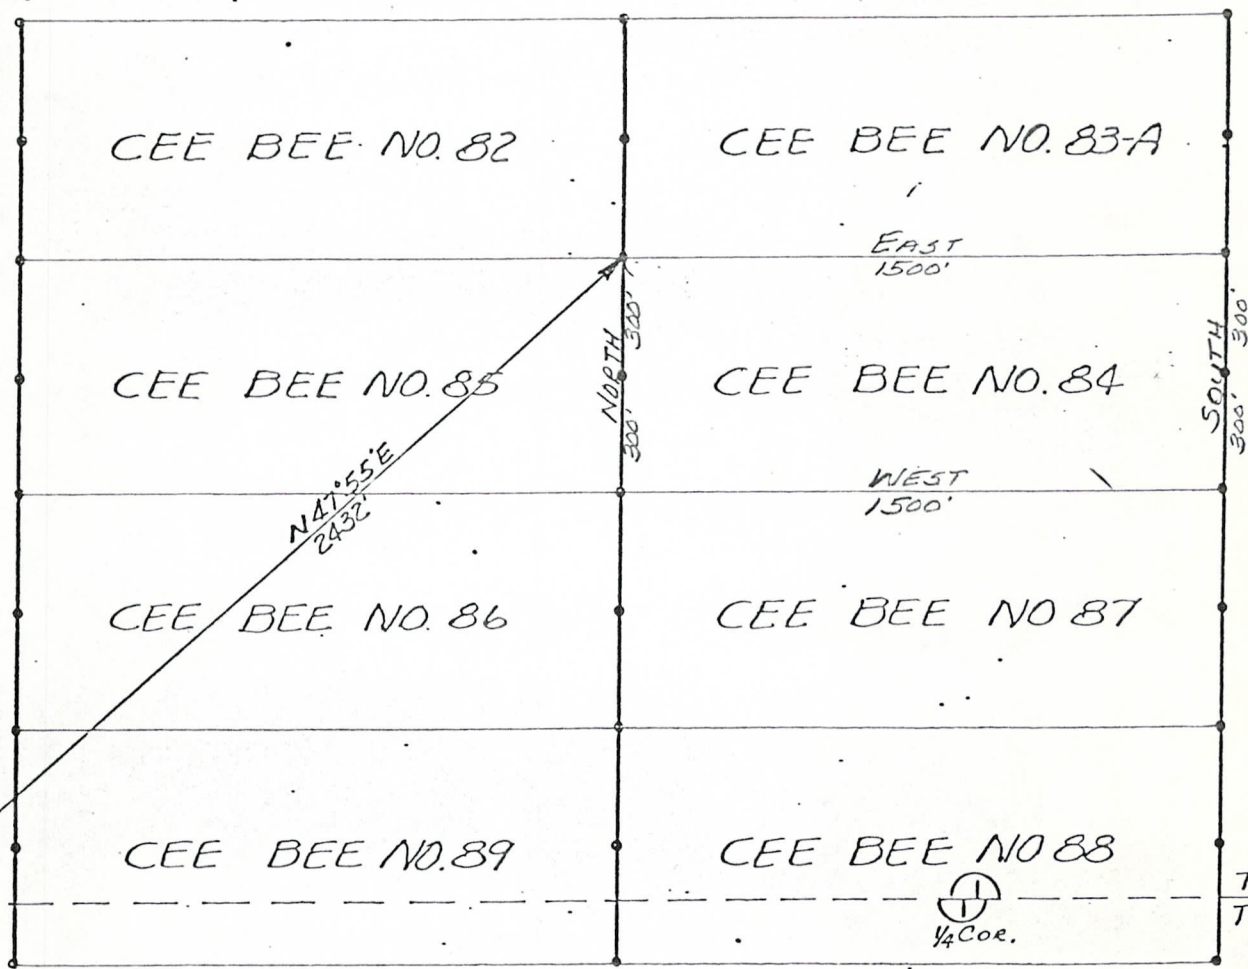 CEE BEE NO. 82
CEE BEE NO. 83-A
EAST
1500'
CEE BEE NO. 85
NORTH
300'
300'
CEE BEE NO. 84
SOUTH
300'
300'
N47°55'E
2432'
WEST
1500'
CEE BEE NO. 86
CEE BEE NO 87
CEE BEE NO. 89
CEE BEE NO 88
1/4 COR.
T
T